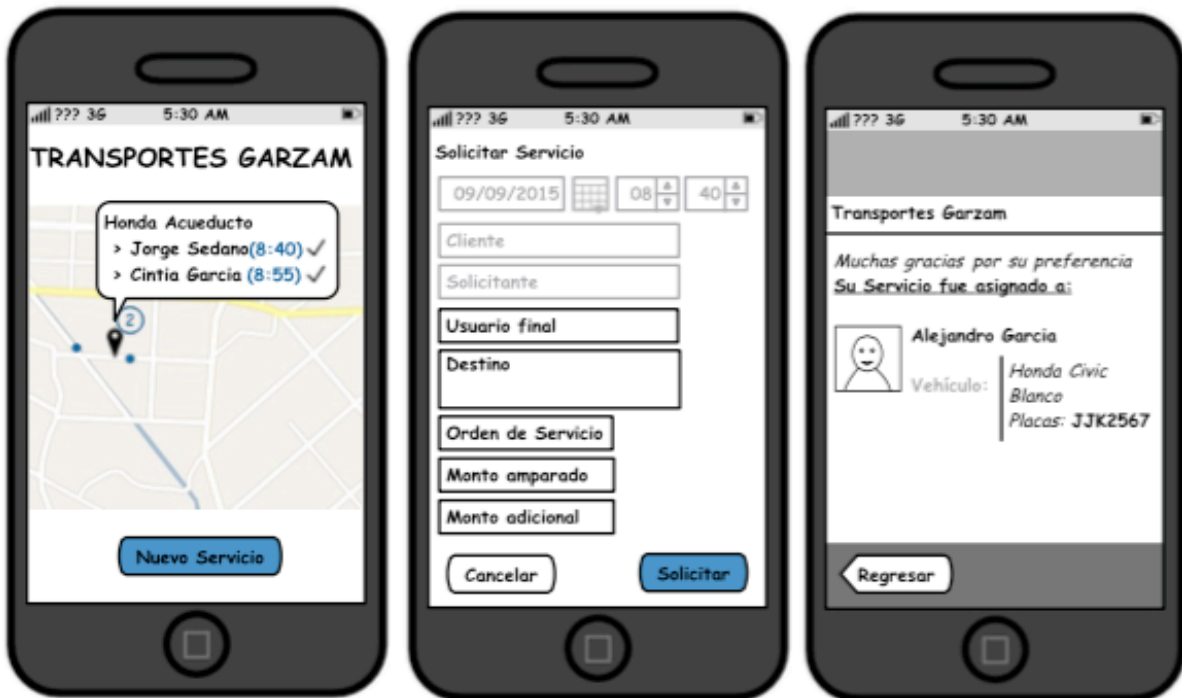 ??? 3G 5:30 AM
TRANSPORTES GARZAM
Honda Acueducto
> Jorge Sedano(8:40) ✓
> Cintia Garcia (8:55) ✓
2
Nuevo Servicio
??? 3G 5:30 AM
Solicitar Servicio
09/09/2015 08 40
Cliente
Solicitante
Usuario final
Destino
Orden de Servicio
Monto amparado
Monto adicional
Cancelar Solicitar
??? 3G 5:30 AM
Transportes Garzam
Muchas gracias por su preferencia
Su Servicio fue asignado a:
Alejandro Garcia
Vehículo: Honda Civic
Blanco
Placas: JJK2567
Regresar